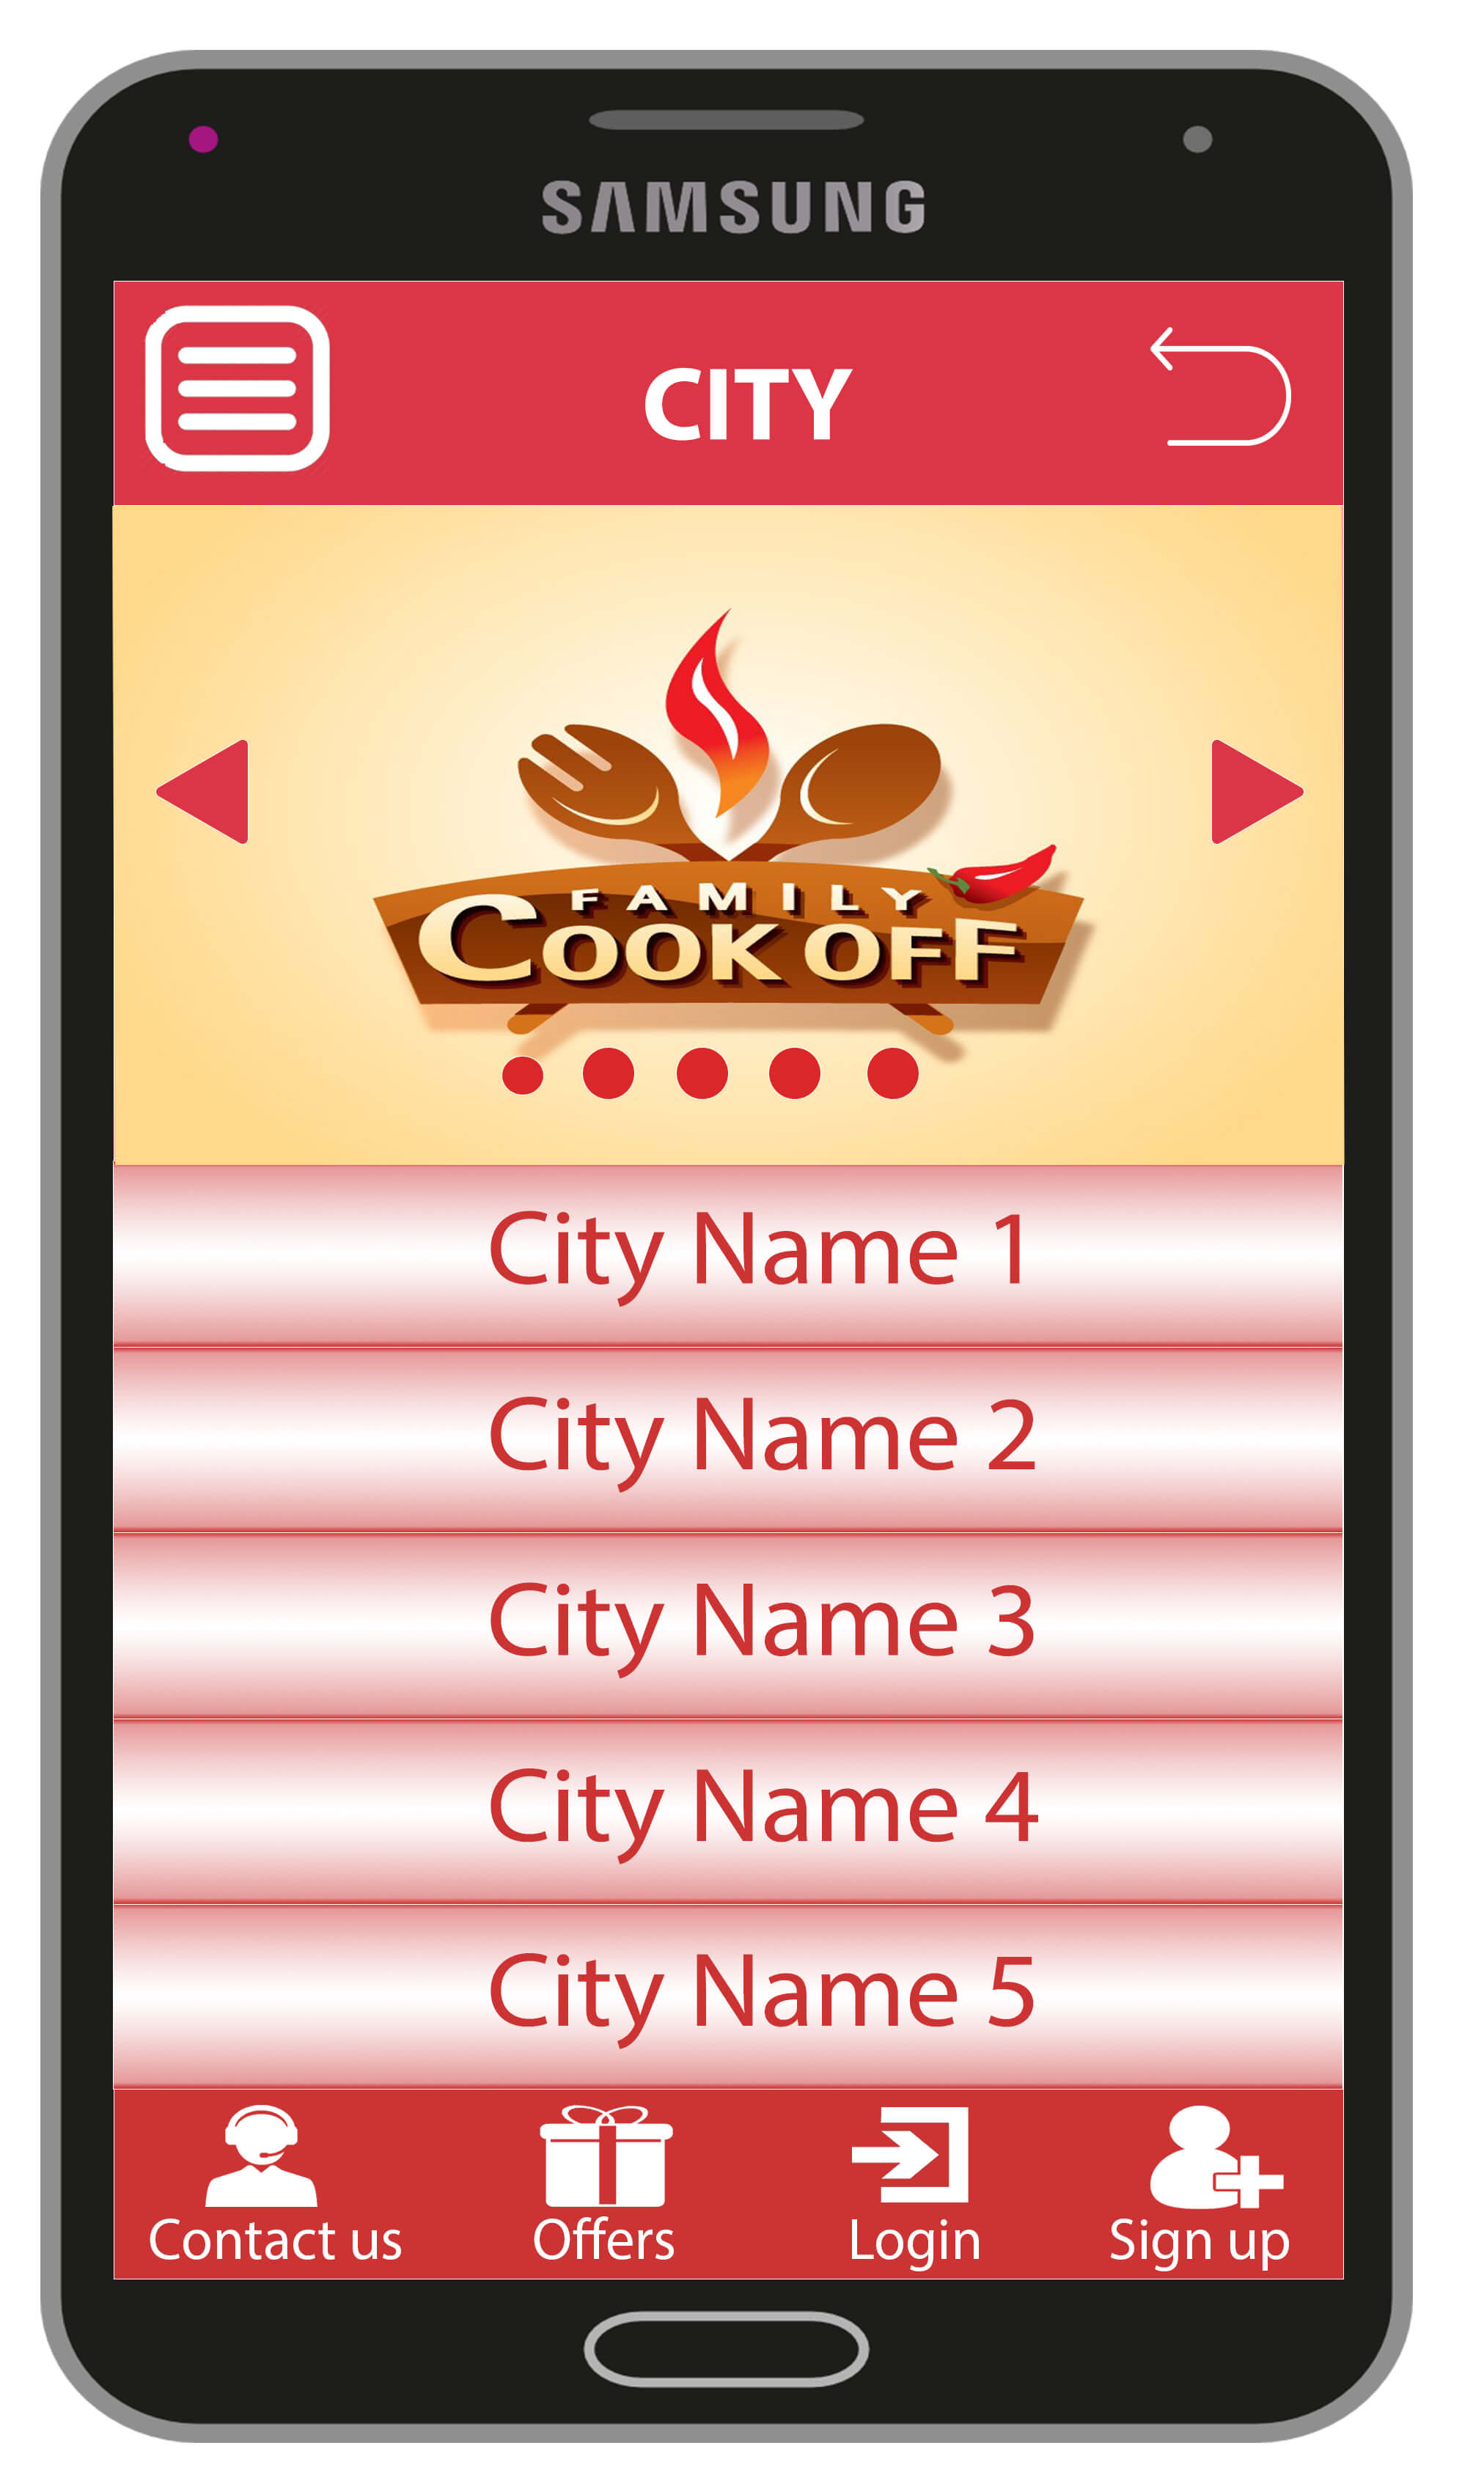 SAMSUNG
CITY
FAMILY
COOK OFF
City Name 1
City Name 2
City Name 3
City Name 4
City Name 5
Contact us Offers Login Sign up